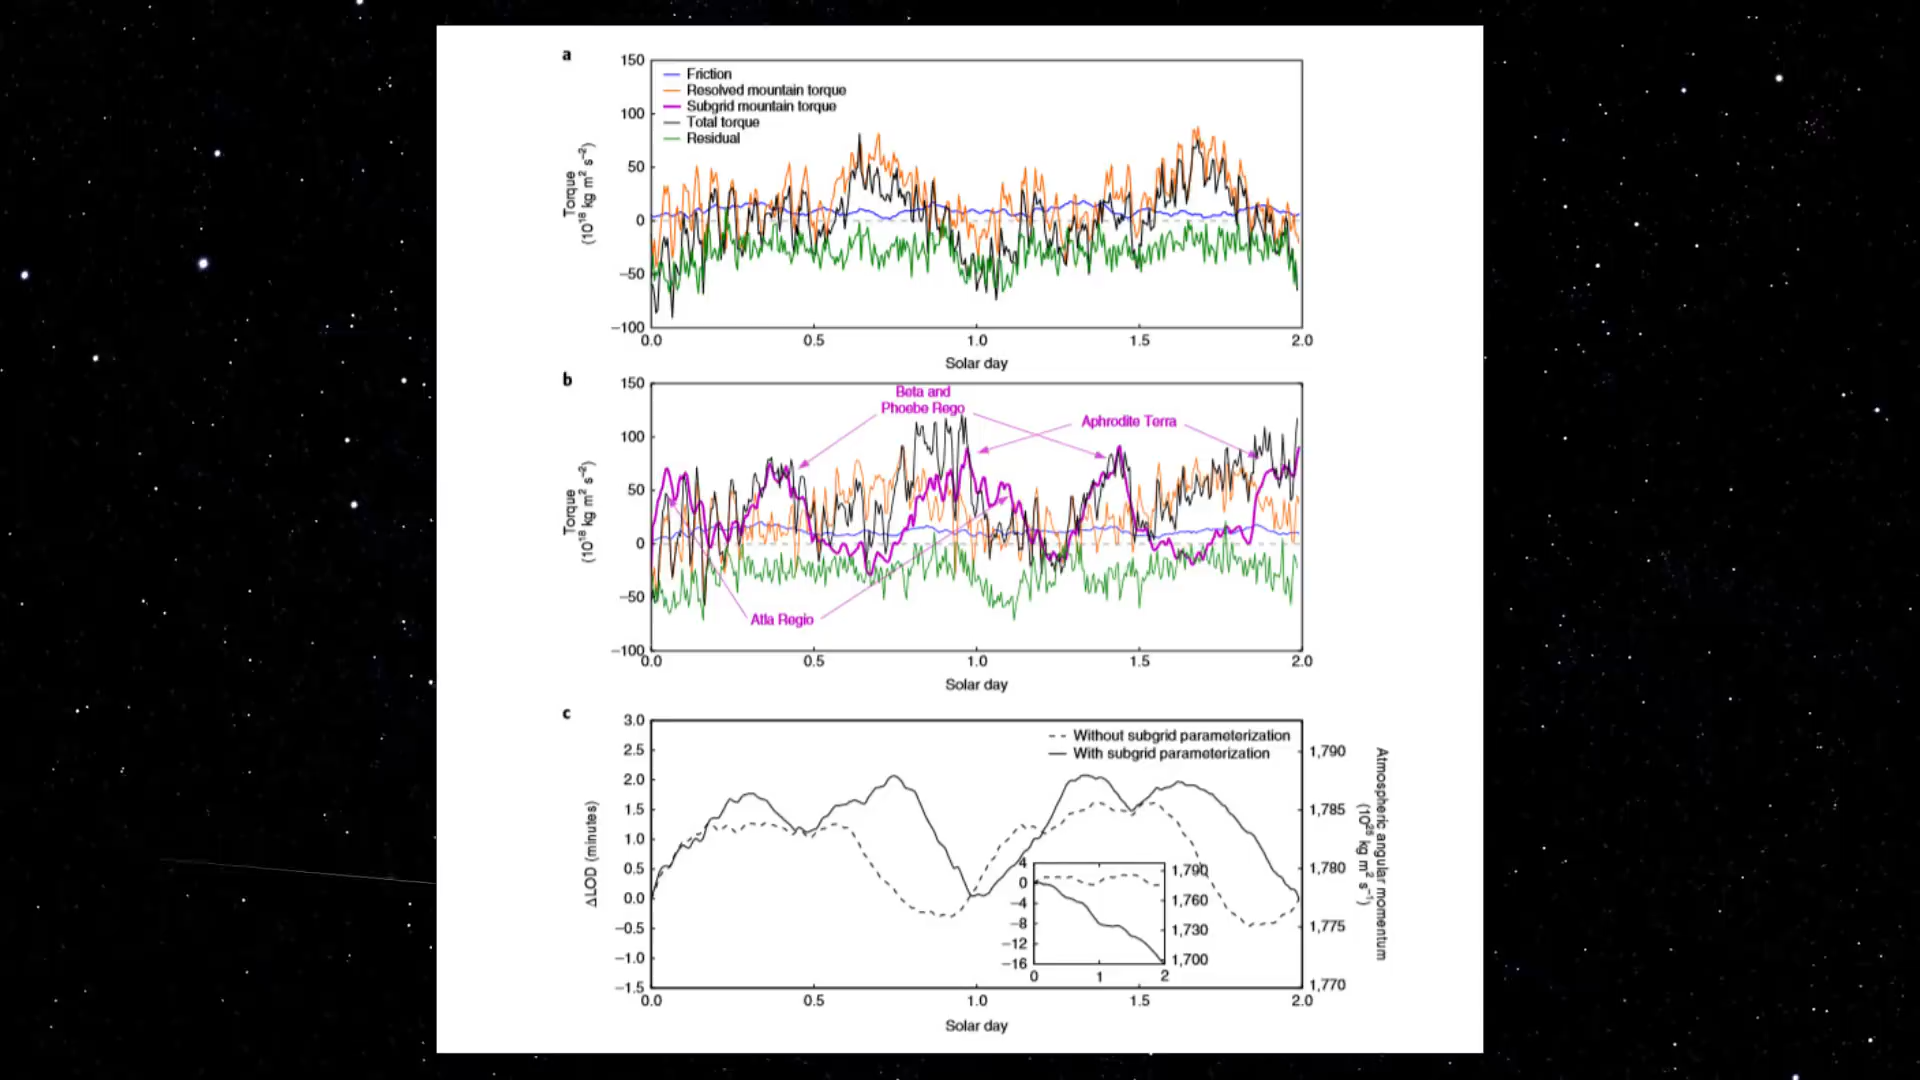 a
150
100
50
0
−50
−100
Torque
(10¹⁸ kg m² s⁻²)
Friction
Resolved mountain torque
Subgrid mountain torque
Total torque
Residual
0.0 0.5 1.0 1.5 2.0
Solar day
b
150
100
50
0
−50
−100
Torque
(10¹⁸ kg m² s⁻²)
Beta and
Phoebe Rego
Aphrodite Terra
Atla Regio
0.0 0.5 1.0 1.5 2.0
Solar day
c
3.0
2.5
2.0
1.5
1.0
0.5
0.0
−0.5
−1.0
−1.5
ΔLOD (minutes)
Without subgrid parameterization
With subgrid parameterization
1,790
1,785
1,780
1,775
1,770
Atmospheric angular momentum
(10²⁵ kg m² s⁻¹)
4
0
−4
−8
−12
−16
1,790
1,760
1,730
1,700
0 1 2
0.0 0.5 1.0 1.5 2.0
Solar day